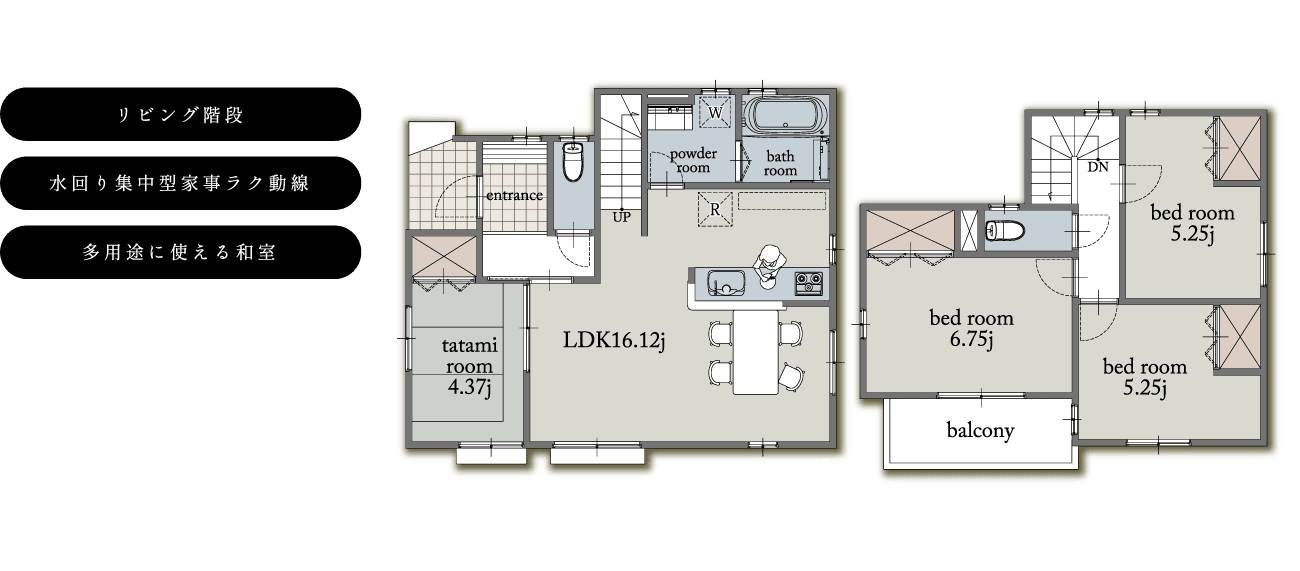 リビング階段
水回り集中型家事ラク動線
多用途に使える和室
W
powder
room
bath
room
entrance
UP
R
LDK16.12j
tatami
room
4.37j
DN
bed room
5.25j
bed room
6.75j
bed room
5.25j
balcony